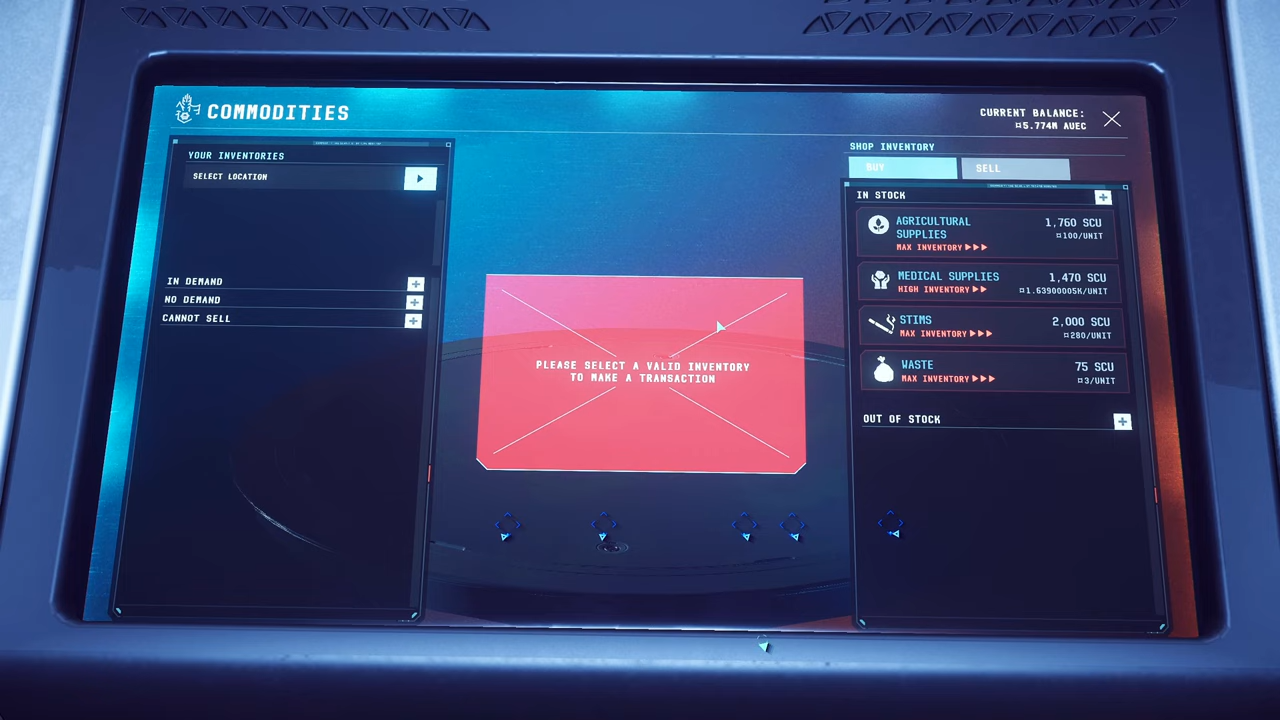 COMMODITIES
CURRENT BALANCE:
¤5.774M AUEC
YOUR INVENTORIES
SELECT LOCATION
IN DEMAND
NO DEMAND
CANNOT SELL
PLEASE SELECT A VALID INVENTORY
TO MAKE A TRANSACTION
SHOP INVENTORY
BUY
SELL
IN STOCK
AGRICULTURAL
SUPPLIES
1,760 SCU
¤100/UNIT
MAX INVENTORY
MEDICAL SUPPLIES
1,470 SCU
HIGH INVENTORY
¤1.63900005K/UNIT
STIMS
2,000 SCU
MAX INVENTORY
¤280/UNIT
WASTE
75 SCU
MAX INVENTORY
¤3/UNIT
OUT OF STOCK